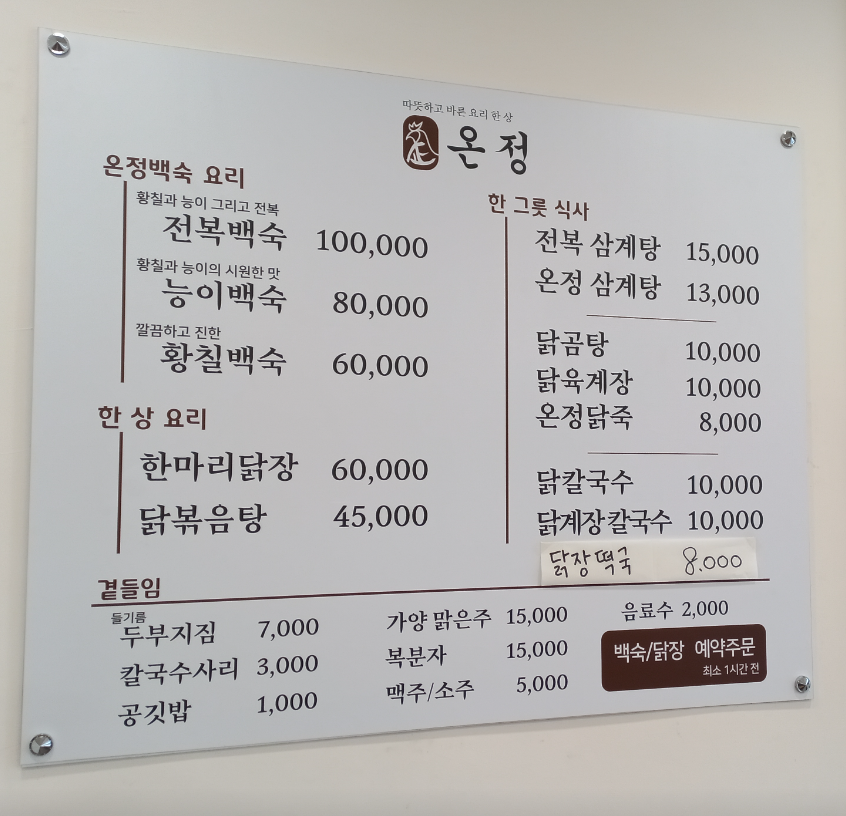 따뜻하고 바른 요리 한 상
온정
온정백숙 요리
황칠과 능이 그리고 전복
전복백숙 100,000
황칠과 능이의 시원한 맛
능이백숙 80,000
깔끔하고 진한
황칠백숙 60,000
한 상 요리
한마리닭장 60,000
닭볶음탕 45,000
한 그릇 식사
전복 삼계탕 15,000
온정 삼계탕 13,000
닭곰탕 10,000
닭육계장 10,000
온정닭죽 8,000
닭칼국수 10,000
닭계장칼국수 10,000
닭장떡국 8.000
곁들임
들기름
두부지짐 7,000
칼국수사리 3,000
공깃밥 1,000
가양 맑은주 15,000
복분자 15,000
맥주/소주 5,000
음료수 2,000
백숙/닭장 예약주문
최소 1시간 전